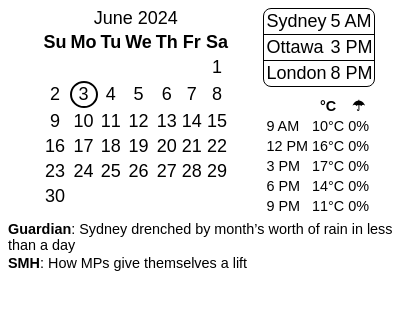 June 2024
Su Mo Tu We Th Fr Sa
1
2 3 4 5 6 7 8
9 10 11 12 13 14 15
16 17 18 19 20 21 22
23 24 25 26 27 28 29
30
Sydney 5 AM
Ottawa 3 PM
London 8 PM
°C ☂
9 AM 10°C 0%
12 PM 16°C 0%
3 PM 17°C 0%
6 PM 14°C 0%
9 PM 11°C 0%
Guardian: Sydney drenched by month’s worth of rain in less
than a day
SMH: How MPs give themselves a lift